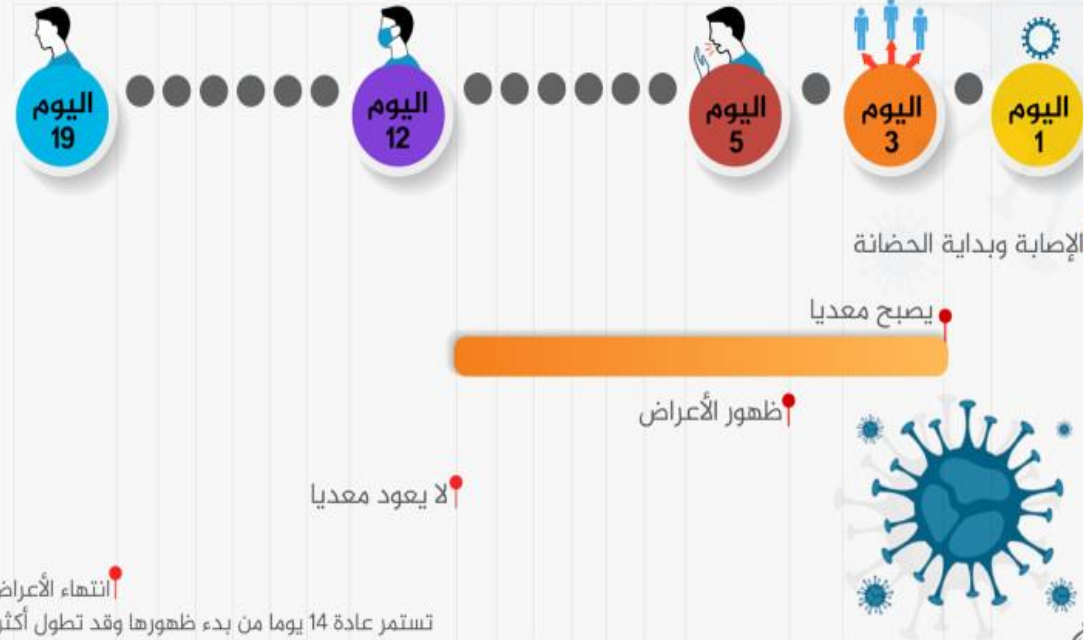 اليوم
1
اليوم
3
اليوم
5
اليوم
12
اليوم
19
الإصابة وبداية الحضانة
يصبح معديا
ظهور الأعراض
لا يعود معديا
انتهاء الأعراض
تستمر عادة 14 يوما من بدء ظهورها وقد تطول أكثر